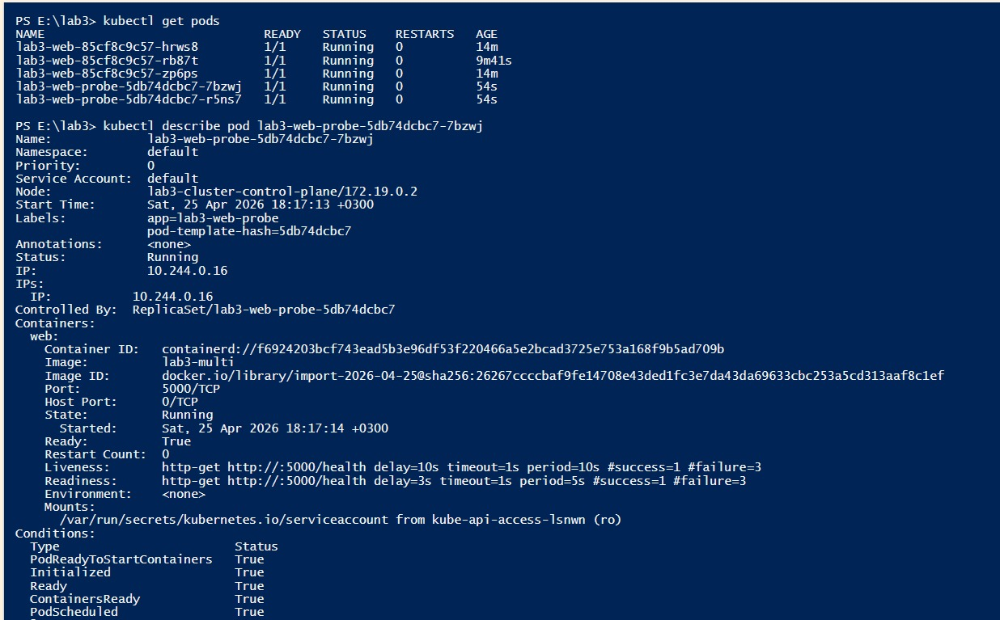 PS E:\lab3> kubectl get pods
NAME                              READY   STATUS    RESTARTS   AGE
lab3-web-85cf8c9c57-hrws8         1/1     Running   0          14m
lab3-web-85cf8c9c57-rb87t         1/1     Running   0          9m41s
lab3-web-85cf8c9c57-zp6ps         1/1     Running   0          14m
lab3-web-probe-5db74dcbc7-7bzwj   1/1     Running   0          54s
lab3-web-probe-5db74dcbc7-r5ns7   1/1     Running   0          54s
PS E:\lab3> kubectl describe pod lab3-web-probe-5db74dcbc7-7bzwj
Name:             lab3-web-probe-5db74dcbc7-7bzwj
Namespace:        default
Priority:         0
Service Account:  default
Node:             lab3-cluster-control-plane/172.19.0.2
Start Time:       Sat, 25 Apr 2026 18:17:13 +0300
Labels:           app=lab3-web-probe
                  pod-template-hash=5db74dcbc7
Annotations:      <none>
Status:           Running
IP:               10.244.0.16
IPs:
  IP:           10.244.0.16
Controlled By:  ReplicaSet/lab3-web-probe-5db74dcbc7
Containers:
  web:
    Container ID:   containerd://f6924203bcf743ead5b3e96df53f220466a5e2bcad3725e753a168f9b5ad709b
    Image:          lab3-multi
    Image ID:       docker.io/library/import-2026-04-25@sha256:26267ccccbaf9fe14708e43ded1fc3e7da43da69633cbc253a5cd313aaf8c1ef
    Port:           5000/TCP
    Host Port:      0/TCP
    State:          Running
      Started:      Sat, 25 Apr 2026 18:17:14 +0300
    Ready:          True
    Restart Count:  0
    Liveness:       http-get http://:5000/health delay=10s timeout=1s period=10s #success=1 #failure=3
    Readiness:      http-get http://:5000/health delay=3s timeout=1s period=5s #success=1 #failure=3
    Environment:    <none>
    Mounts:
      /var/run/secrets/kubernetes.io/serviceaccount from kube-api-access-lsnwn (ro)
Conditions:
  Type                        Status
  PodReadyToStartContainers   True
  Initialized                 True
  Ready                       True
  ContainersReady             True
  PodScheduled                True